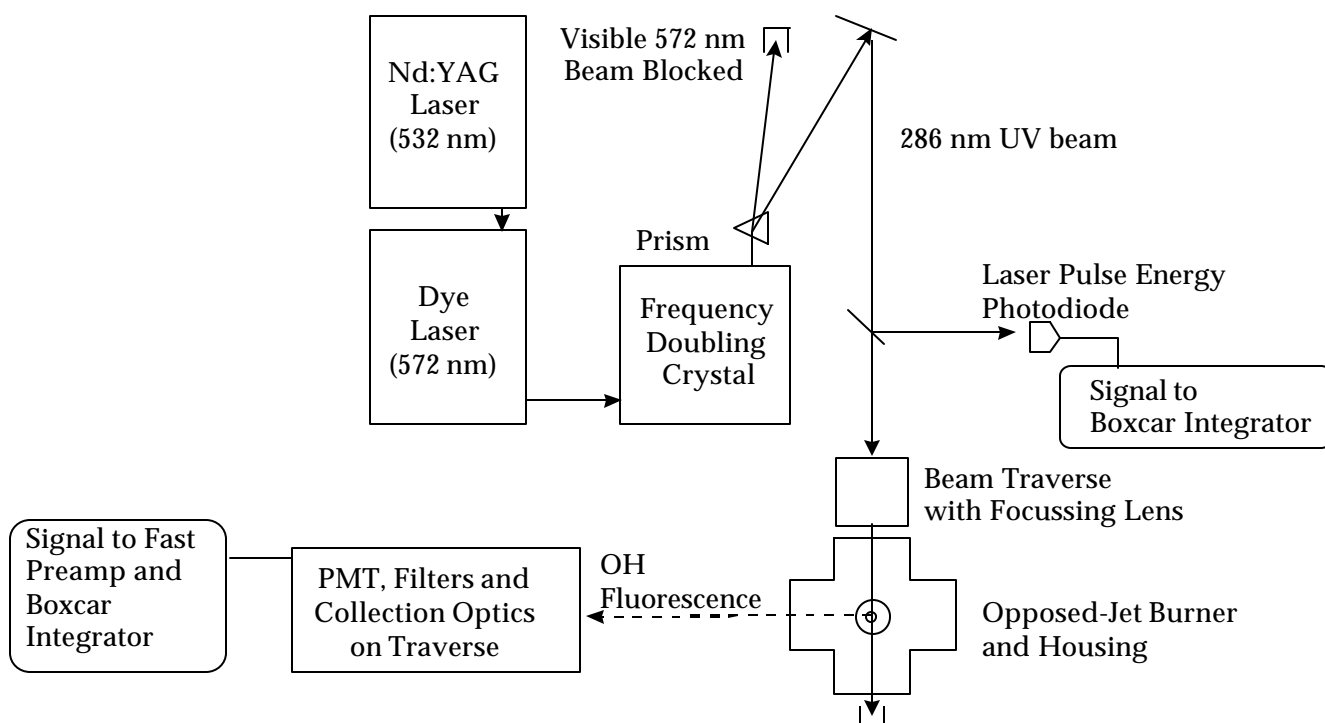 Nd:YAG
Laser
(532 nm)
Visible 572 nm
Beam Blocked
286 nm UV beam
Prism
Dye
Laser
(572 nm)
Frequency
Doubling
Crystal
Laser Pulse Energy
Photodiode
Signal to
Boxcar Integrator
Beam Traverse
with Focussing Lens
Signal to Fast
Preamp and
Boxcar
Integrator
PMT, Filters and
Collection Optics
on Traverse
OH
Fluorescence
Opposed-Jet Burner
and Housing